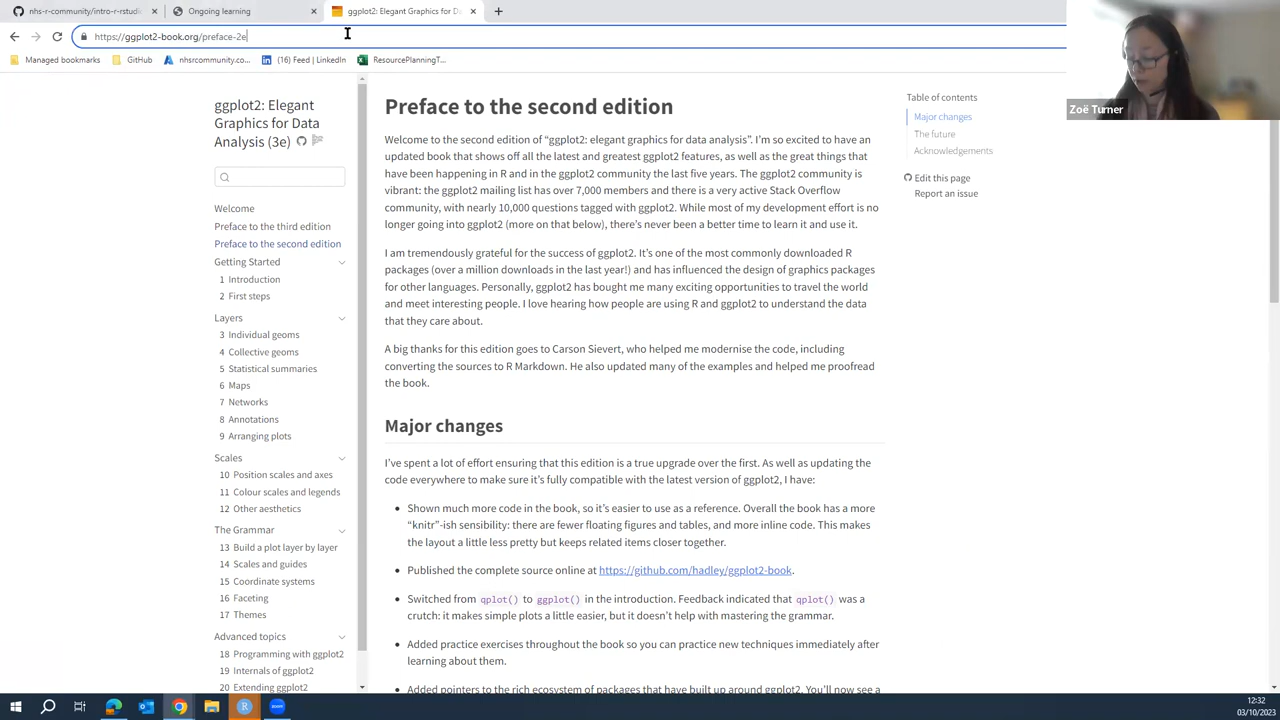 nhs-r-community/intro-r-rstudi
Ongoing learning
ggplot2: Elegant Graphics for Da
https://ggplot2-book.org/preface-2e
Managed bookmarks
GitHub
nhsrcommunity.co...
(16) Feed | LinkedIn
ResourcePlanningT...
Zoë Turner
ggplot2: Elegant
Graphics for Data
Analysis (3e)
Welcome
Preface to the third edition
Preface to the second edition
Getting Started
1 Introduction
2 First steps
Layers
3 Individual geoms
4 Collective geoms
5 Statistical summaries
6 Maps
7 Networks
8 Annotations
9 Arranging plots
Scales
10 Position scales and axes
11 Colour scales and legends
12 Other aesthetics
The Grammar
13 Build a plot layer by layer
14 Scales and guides
15 Coordinate systems
16 Faceting
17 Themes
Advanced topics
18 Programming with ggplot2
19 Internals of ggplot2
20 Extending ggplot2
Preface to the second edition
Welcome to the second edition of “ggplot2: elegant graphics for data analysis”. I’m so excited to have an
updated book that shows off all the latest and greatest ggplot2 features, as well as the great things that
have been happening in R and in the ggplot2 community the last five years. The ggplot2 community is
vibrant: the ggplot2 mailing list has over 7,000 members and there is a very active Stack Overflow
community, with nearly 10,000 questions tagged with ggplot2. While most of my development effort is no
longer going into ggplot2 (more on that below), there’s never been a better time to learn it and use it.
I am tremendously grateful for the success of ggplot2. It’s one of the most commonly downloaded R
packages (over a million downloads in the last year!) and has influenced the design of graphics packages
for other languages. Personally, ggplot2 has bought me many exciting opportunities to travel the world
and meet interesting people. I love hearing how people are using R and ggplot2 to understand the data
that they care about.
A big thanks for this edition goes to Carson Sievert, who helped me modernise the code, including
converting the sources to R Markdown. He also updated many of the examples and helped me proofread
the book.
Major changes
I’ve spent a lot of effort ensuring that this edition is a true upgrade over the first. As well as updating the
code everywhere to make sure it’s fully compatible with the latest version of ggplot2, I have:
• Shown much more code in the book, so it’s easier to use as a reference. Overall the book has a more
“knitr”-ish sensibility: there are fewer floating figures and tables, and more inline code. This makes
the layout a little less pretty but keeps related items closer together.
• Published the complete source online at https://github.com/hadley/ggplot2-book.
• Switched from qplot() to ggplot() in the introduction. Feedback indicated that qplot() was a
crutch: it makes simple plots a little easier, but it doesn’t help with mastering the grammar.
• Added practice exercises throughout the book so you can practice new techniques immediately after
learning about them.
• Added pointers to the rich ecosystem of packages that have built up around ggplot2. You’ll now see a
Table of contents
Major changes
The future
Acknowledgements
Edit this page
Report an issue
12:32
03/10/2023